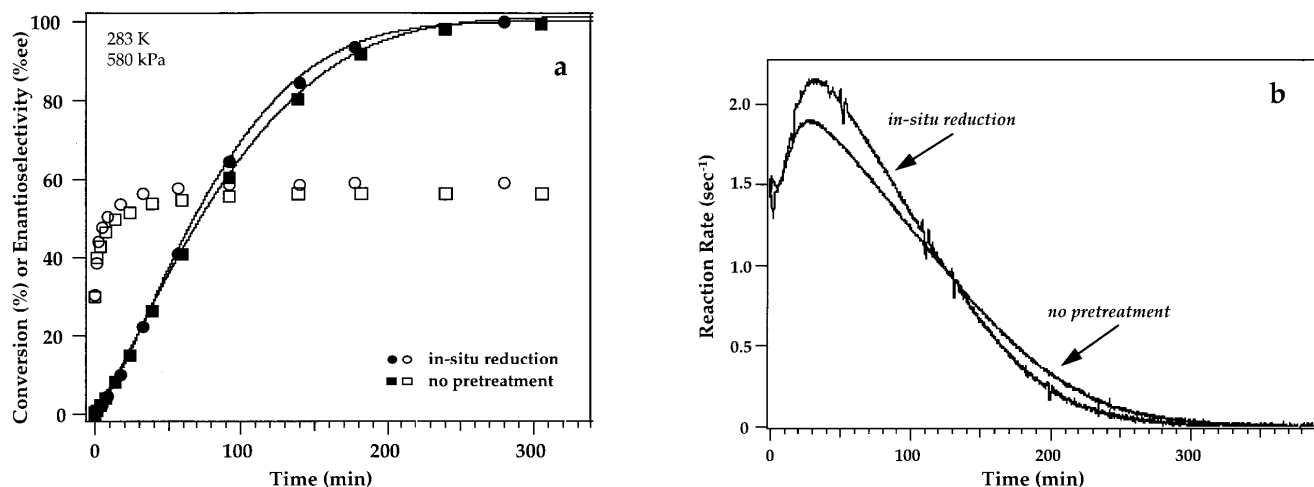 283 K
580 kPa
a
Conversion (%) or Enantioselectivity (%ee)
100
80
60
40
20
0
in-situ reduction
no pretreatment
0
100
200
300
Time (min)
b
Reaction Rate (sec-1)
2.0
1.5
1.0
0.5
0
in-situ reduction
no pretreatment
0
100
200
300
Time (min)